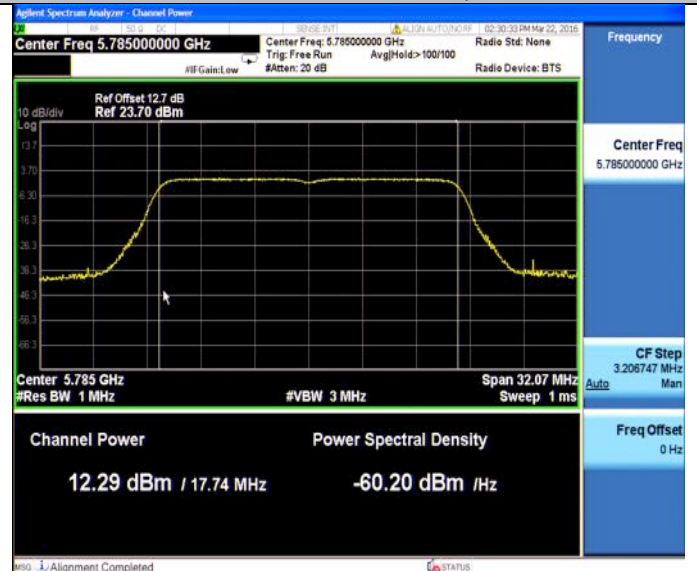 Agilent Spectrum Analyzer - Channel Power
RF 50 Ω DC SENSE:INT ALIGN AUTO/NO RF 02:30:33 PM Mar 22, 2016
Center Freq 5.785000000 GHz
Center Freq: 5.785000000 GHz
Radio Std: None
Trig: Free Run Avg|Hold:> 100/100
#IFGain:Low #Atten: 20 dB Radio Device: BTS
Frequency
Ref Offset 12.7 dB
10 dB/div Ref 23.70 dBm
Log
13.7
3.70
-6.30
-16.3
-26.3
-36.3
-46.3
-56.3
-66.3
Center 5.785 GHz Span 32.07 MHz
#Res BW 1 MHz #VBW 3 MHz Sweep 1 ms
Center Freq
5.785000000 GHz
CF Step
3.206747 MHz
Auto Man
Freq Offset
0 Hz
Channel Power Power Spectral Density
12.29 dBm / 17.74 MHz -60.20 dBm /Hz
MSG Alignment Completed STATUS